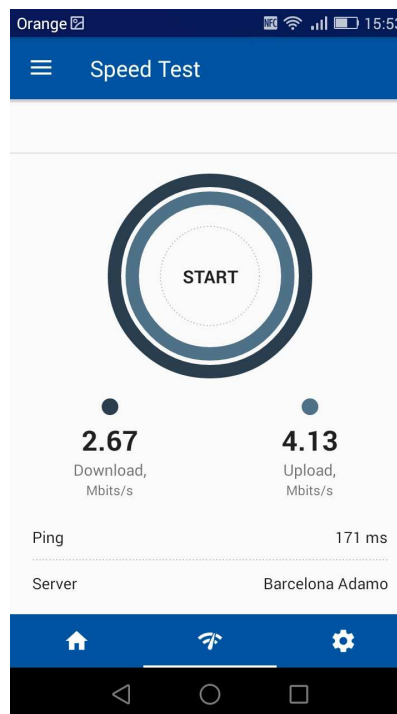 Orange
NFC
15:53
Speed Test
START
2.67
Download,
Mbits/s
4.13
Upload,
Mbits/s
Ping 171 ms
Server Barcelona Adamo